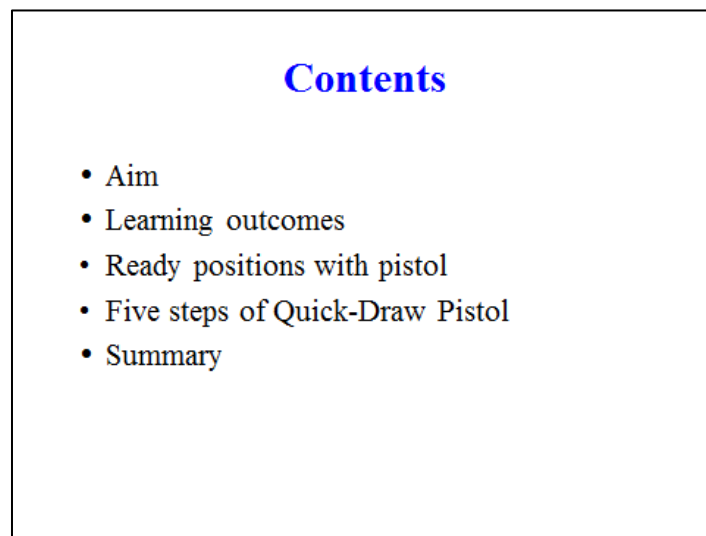 Contents
• Aim
• Learning outcomes
• Ready positions with pistol
• Five steps of Quick-Draw Pistol
• Summary